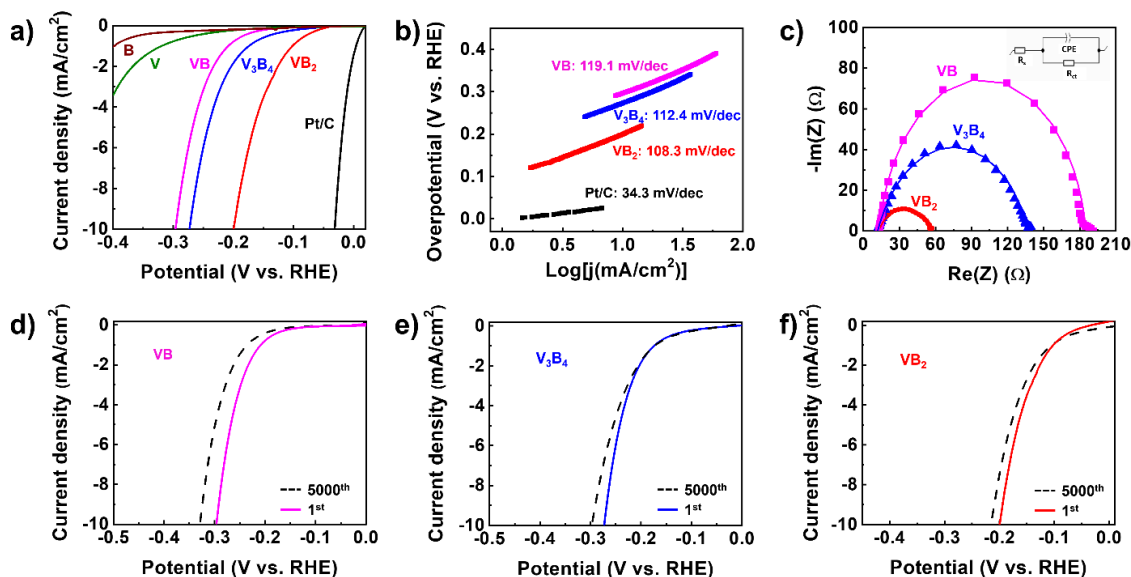 a)
Current density (mA/cm²)
0
-2
-4
-6
-8
-10
B
V
VB
V₃B₄
VB₂
Pt/C
-0.4
-0.3
-0.2
-0.1
0.0
Potential (V vs. RHE)
b)
Overpotential (V vs. RHE)
0.4
0.3
0.2
0.1
0.0
VB: 119.1 mV/dec
V₃B₄: 112.4 mV/dec
VB₂: 108.3 mV/dec
Pt/C: 34.3 mV/dec
0.0
0.5
1.0
1.5
2.0
Log[j(mA/cm²)]
c)
-Im(Z) (Ω)
100
80
60
40
20
0
VB
V₃B₄
VB₂
CPE
Rₛ
R_ct
0
30
60
90
120
150
180
210
Re(Z) (Ω)
d)
Current density (mA/cm²)
0
-2
-4
-6
-8
-10
VB
5000ᵗʰ
1ˢᵗ
-0.5
-0.4
-0.3
-0.2
-0.1
0.0
Potential (V vs. RHE)
e)
Current density (mA/cm²)
0
-2
-4
-6
-8
-10
V₃B₄
5000ᵗʰ
1ˢᵗ
-0.5
-0.4
-0.3
-0.2
-0.1
0.0
Potential (V vs. RHE)
f)
Current density (mA/cm²)
0
-2
-4
-6
-8
-10
VB₂
5000ᵗʰ
1ˢᵗ
-0.4
-0.3
-0.2
-0.1
0.0
Potential (V vs. RHE)